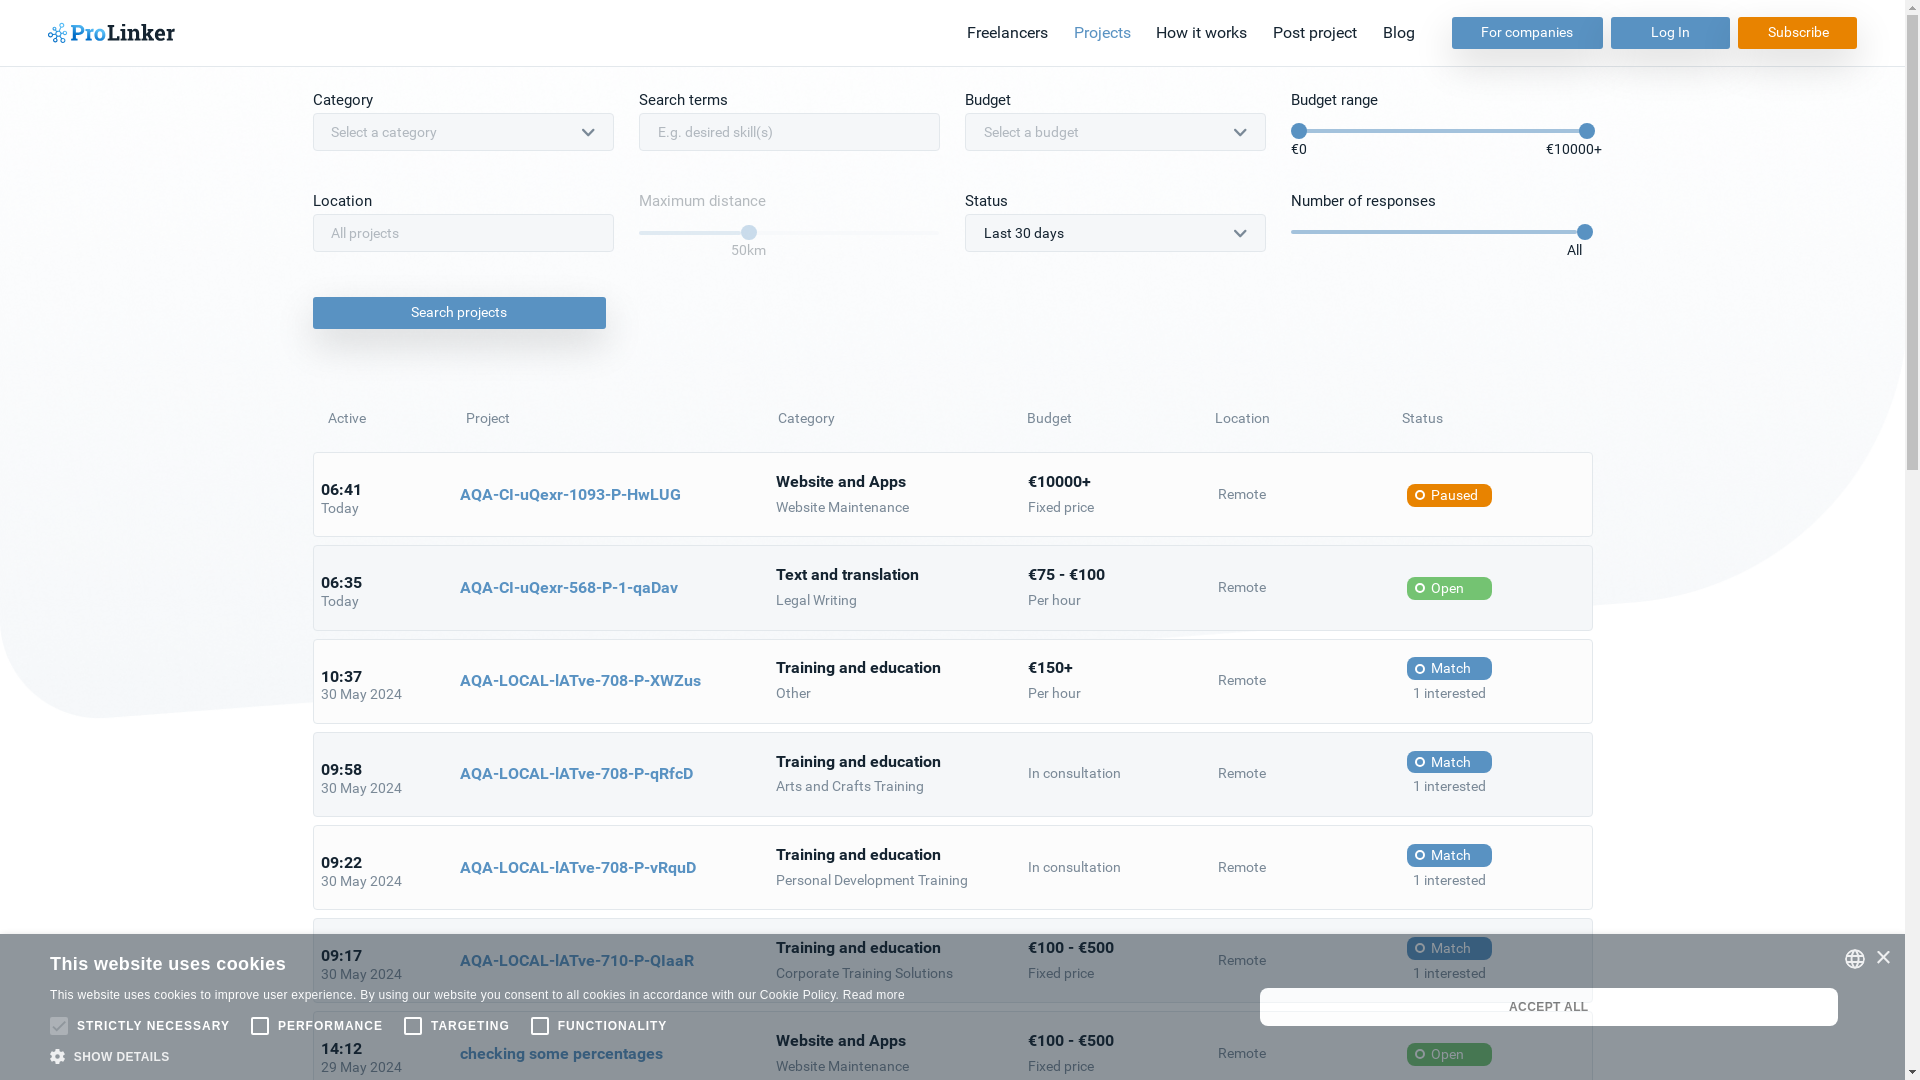 ProLinker
Freelancers
Projects
How it works
Post project
Blog
For companies
Log In
Subscribe
Category
Search terms
Budget
Budget range
Select a category
E.g. desired skill(s)
Select a budget
€0
€10000+
Location
Maximum distance
Status
Number of responses
All projects
50km
Last 30 days
All
Search projects
Active
Project
Category
Budget
Location
Status
06:41
Today
AQA-CI-uQexr-1093-P-HwLUG
Website and Apps
Website Maintenance
€10000+
Fixed price
Remote
Paused
06:35
Today
AQA-CI-uQexr-568-P-1-qaDav
Text and translation
Legal Writing
€75 - €100
Per hour
Remote
Open
10:37
30 May 2024
AQA-LOCAL-lATve-708-P-XWZus
Training and education
Other
€150+
Per hour
Remote
Match
1 interested
09:58
30 May 2024
AQA-LOCAL-lATve-708-P-qRfcD
Training and education
Arts and Crafts Training
In consultation
Remote
Match
1 interested
09:22
30 May 2024
AQA-LOCAL-lATve-708-P-vRquD
Training and education
Personal Development Training
In consultation
Remote
Match
1 interested
09:17
30 May 2024
AQA-LOCAL-lATve-710-P-QIaaR
Training and education
Corporate Training Solutions
€100 - €500
Fixed price
Remote
Match
1 interested
14:12
29 May 2024
checking some percentages
Website and Apps
Website Maintenance
€100 - €500
Fixed price
Remote
Open
This website uses cookies
This website uses cookies to improve user experience. By using our website you consent to all cookies in accordance with our Cookie Policy. Read more
STRICTLY NECESSARY
PERFORMANCE
TARGETING
FUNCTIONALITY
SHOW DETAILS
ACCEPT ALL
×